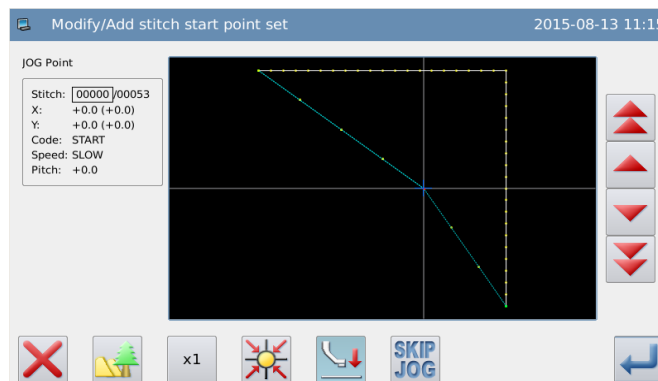 Modify/Add stitch start point set 2015-08-13 11:15
JOG Point
Stitch: 00000/00053
X: +0.0 (+0.0)
Y: +0.0 (+0.0)
Code: START
Speed: SLOW
Pitch: +0.0
x1
SKIP
JOG